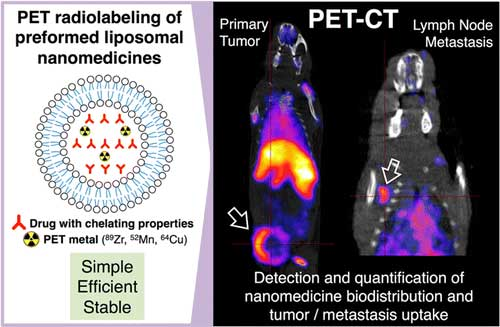 PET radiolabeling of
preformed liposomal
nanomedicines
Drug with chelating properties
PET metal (⁸⁹Zr, ⁵²Mn, ⁶⁴Cu)
Simple
Efficient
Stable
PET-CT
Primary
Tumor
Lymph Node
Metastasis
Detection and quantification of
nanomedicine biodistribution and
tumor / metastasis uptake